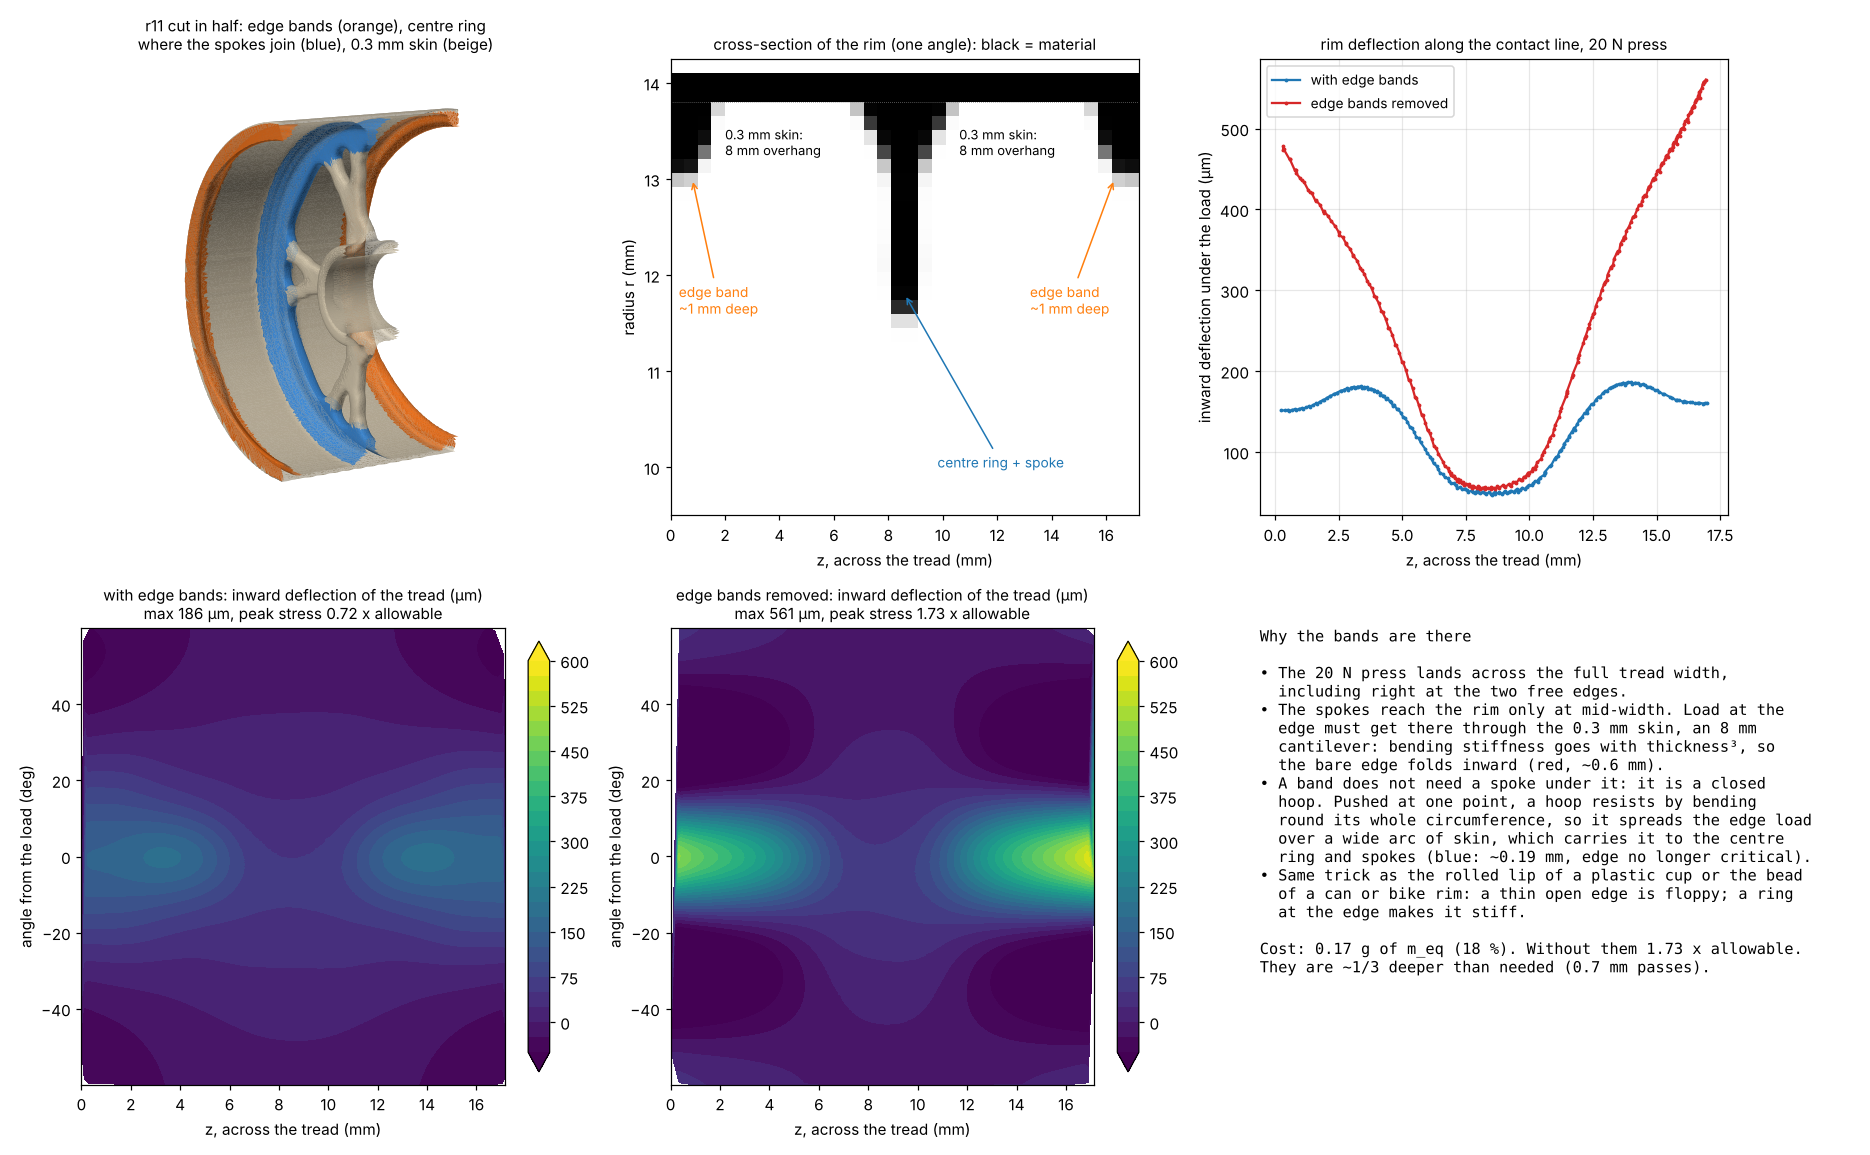 r11 cut in half: edge bands (orange), centre ring
where the spokes join (blue), 0.3 mm skin (beige)
cross-section of the rim (one angle): black = material
radius r (mm)
14
13
12
11
10
0.3 mm skin:
8 mm overhang
0.3 mm skin:
8 mm overhang
edge band
~1 mm deep
edge band
~1 mm deep
centre ring + spoke
0 2 4 6 8 10 12 14 16
z, across the tread (mm)
rim deflection along the contact line, 20 N press
with edge bands
edge bands removed
inward deflection under the load (µm)
500
400
300
200
100
0.0 2.5 5.0 7.5 10.0 12.5 15.0 17.5
z, across the tread (mm)
with edge bands: inward deflection of the tread (µm)
max 186 µm, peak stress 0.72 x allowable
angle from the load (deg)
40
20
0
−20
−40
0 2 4 6 8 10 12 14 16
z, across the tread (mm)
600
525
450
375
300
225
150
75
0
edge bands removed: inward deflection of the tread (µm)
max 561 µm, peak stress 1.73 x allowable
angle from the load (deg)
40
20
0
−20
−40
0 2 4 6 8 10 12 14 16
z, across the tread (mm)
600
525
450
375
300
225
150
75
0
Why the bands are there
• The 20 N press lands across the full tread width,
including right at the two free edges.
• The spokes reach the rim only at mid-width. Load at the
edge must get there through the 0.3 mm skin, an 8 mm
cantilever: bending stiffness goes with thickness³, so
the bare edge folds inward (red, ~0.6 mm).
• A band does not need a spoke under it: it is a closed
hoop. Pushed at one point, a hoop resists by bending
round its whole circumference, so it spreads the edge load
over a wide arc of skin, which carries it to the centre
ring and spokes (blue: ~0.19 mm, edge no longer critical).
• Same trick as the rolled lip of a plastic cup or the bead
of a can or bike rim: a thin open edge is floppy; a ring
at the edge makes it stiff.
Cost: 0.17 g of m_eq (18 %). Without them 1.73 x allowable.
They are ~1/3 deeper than needed (0.7 mm passes).